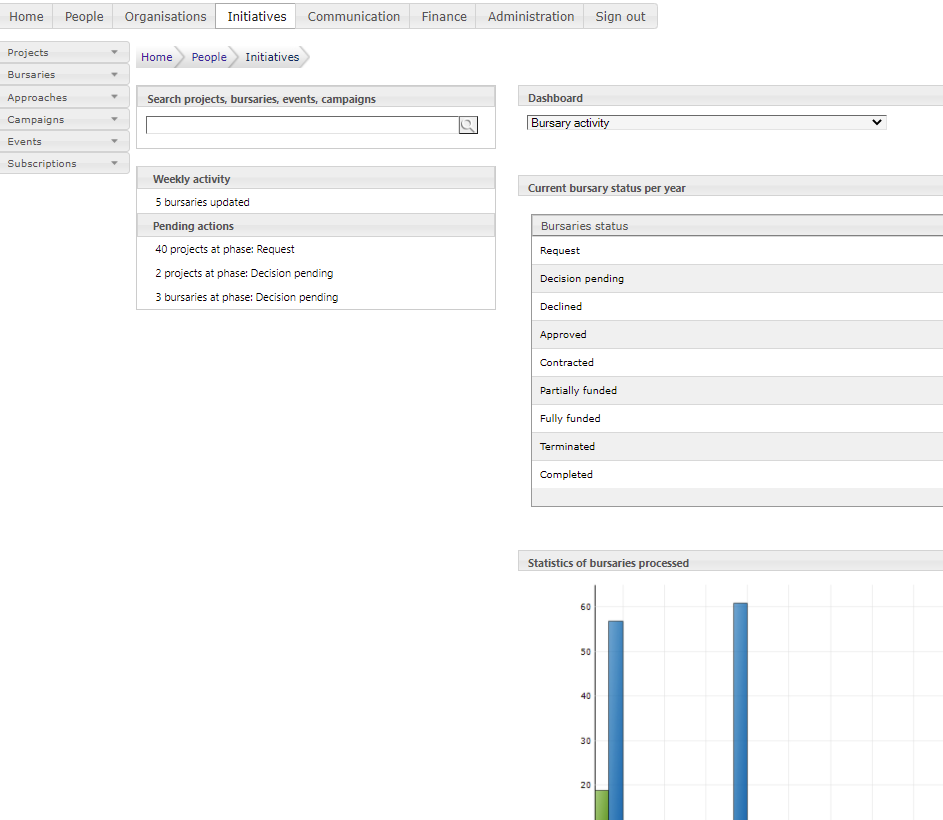 Home People Organisations Initiatives Communication Finance Administration Sign out
Projects
Bursaries
Approaches
Campaigns
Events
Subscriptions
Home People Initiatives
Search projects, bursaries, events, campaigns
Weekly activity
5 bursaries updated
Pending actions
40 projects at phase: Request
2 projects at phase: Decision pending
3 bursaries at phase: Decision pending
Dashboard
Bursary activity
Current bursary status per year
Bursaries status
Request
Decision pending
Declined
Approved
Contracted
Partially funded
Fully funded
Terminated
Completed
Statistics of bursaries processed
60
50
40
30
20